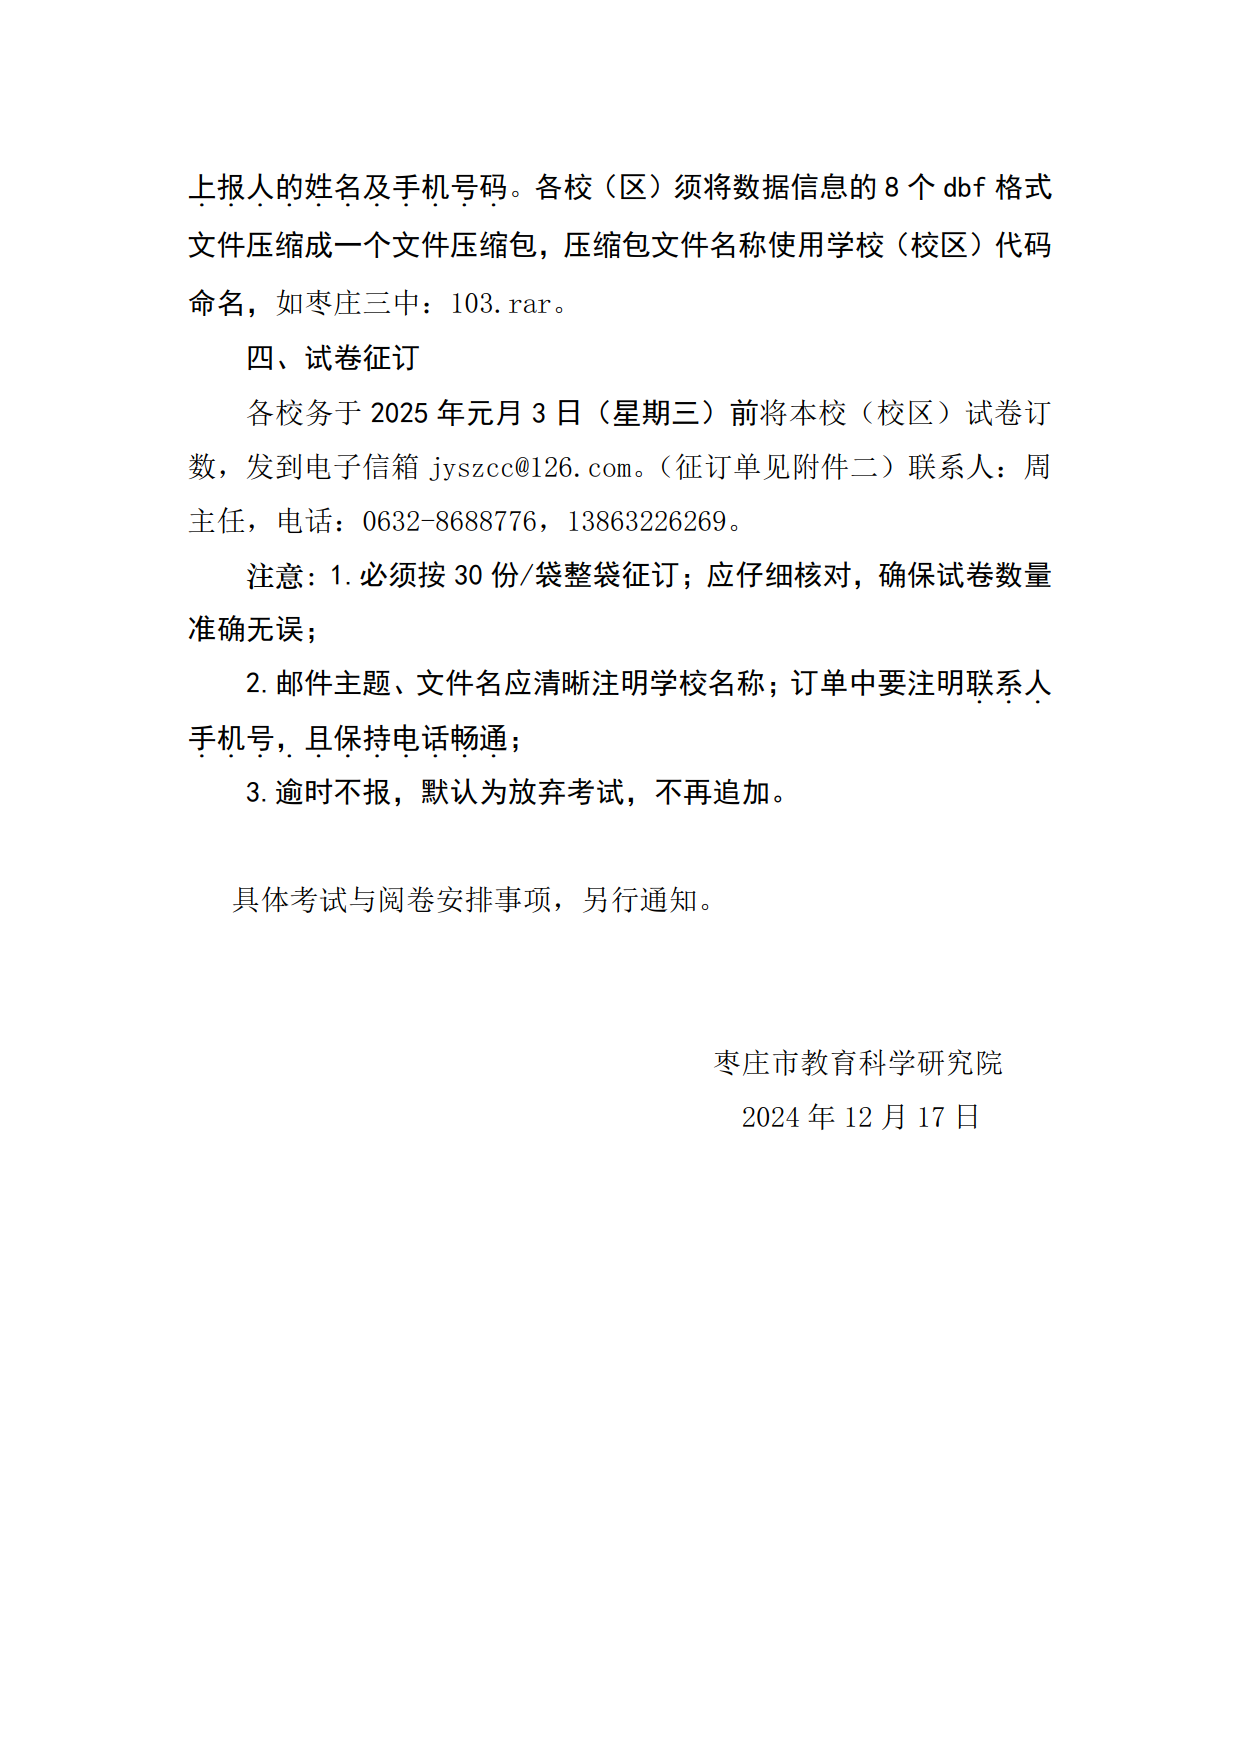 上报人的姓名及手机号码。各校（区）须将数据信息的 8 个 dbf 格式
文件压缩成一个文件压缩包，压缩包文件名称使用学校（校区）代码
命名，如枣庄三中：103.rar。
四、试卷征订
各校务于 2025 年元月 3 日（星期三）前将本校（校区）试卷订
数，发到电子信箱 jyszcc@126.com。（征订单见附件二）联系人：周
主任，电话：0632-8688776，13863226269。
注意：1.必须按 30 份/袋整袋征订；应仔细核对，确保试卷数量
准确无误；
2.邮件主题、文件名应清晰注明学校名称；订单中要注明联系人
手机号，且保持电话畅通；
3.逾时不报，默认为放弃考试，不再追加。
具体考试与阅卷安排事项，另行通知。
枣庄市教育科学研究院
2024 年 12 月 17 日